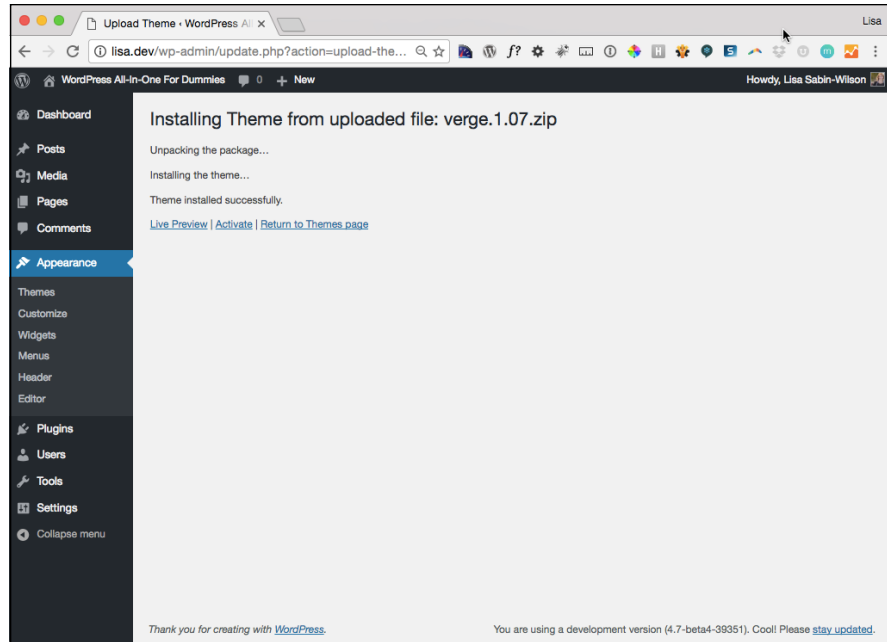 Upload Theme ‹ WordPress All
Lisa
lisa.dev/wp-admin/update.php?action=upload-the...
WordPress All-In-One For Dummies 0 + New Howdy, Lisa Sabin-Wilson
Dashboard
Posts
Media
Pages
Comments
Appearance
Themes
Customize
Widgets
Menus
Header
Editor
Plugins
Users
Tools
Settings
Collapse menu
Installing Theme from uploaded file: verge.1.07.zip
Unpacking the package…
Installing the theme…
Theme installed successfully.
Live Preview | Activate | Return to Themes page
Thank you for creating with WordPress.
You are using a development version (4.7-beta4-39351). Cool! Please stay updated.